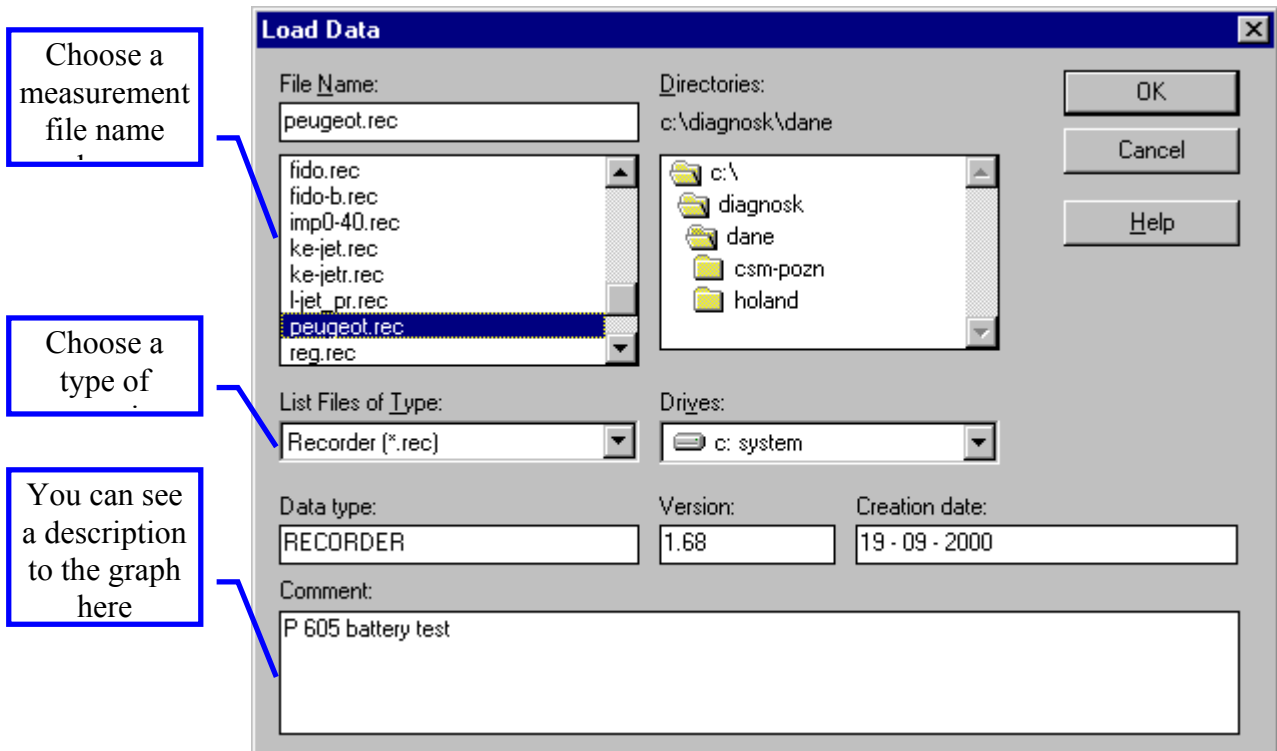 Choose a
measurement
file name
Choose a
type of
You can see
a description
to the graph
here
Load Data
File Name:
peugeot.rec
fido.rec
fido-b.rec
imp0-40.rec
ke-jet.rec
ke-jetr.rec
l-jet_pr.rec
peugeot.rec
reg.rec
Directories:
c:\diagnosk\dane
c:\
diagnosk
dane
csm-pozn
holand
OK
Cancel
Help
List Files of Type:
Recorder (*.rec)
Drives:
c: system
Data type:
RECORDER
Version:
1.68
Creation date:
19 - 09 - 2000
Comment:
P 605 battery test